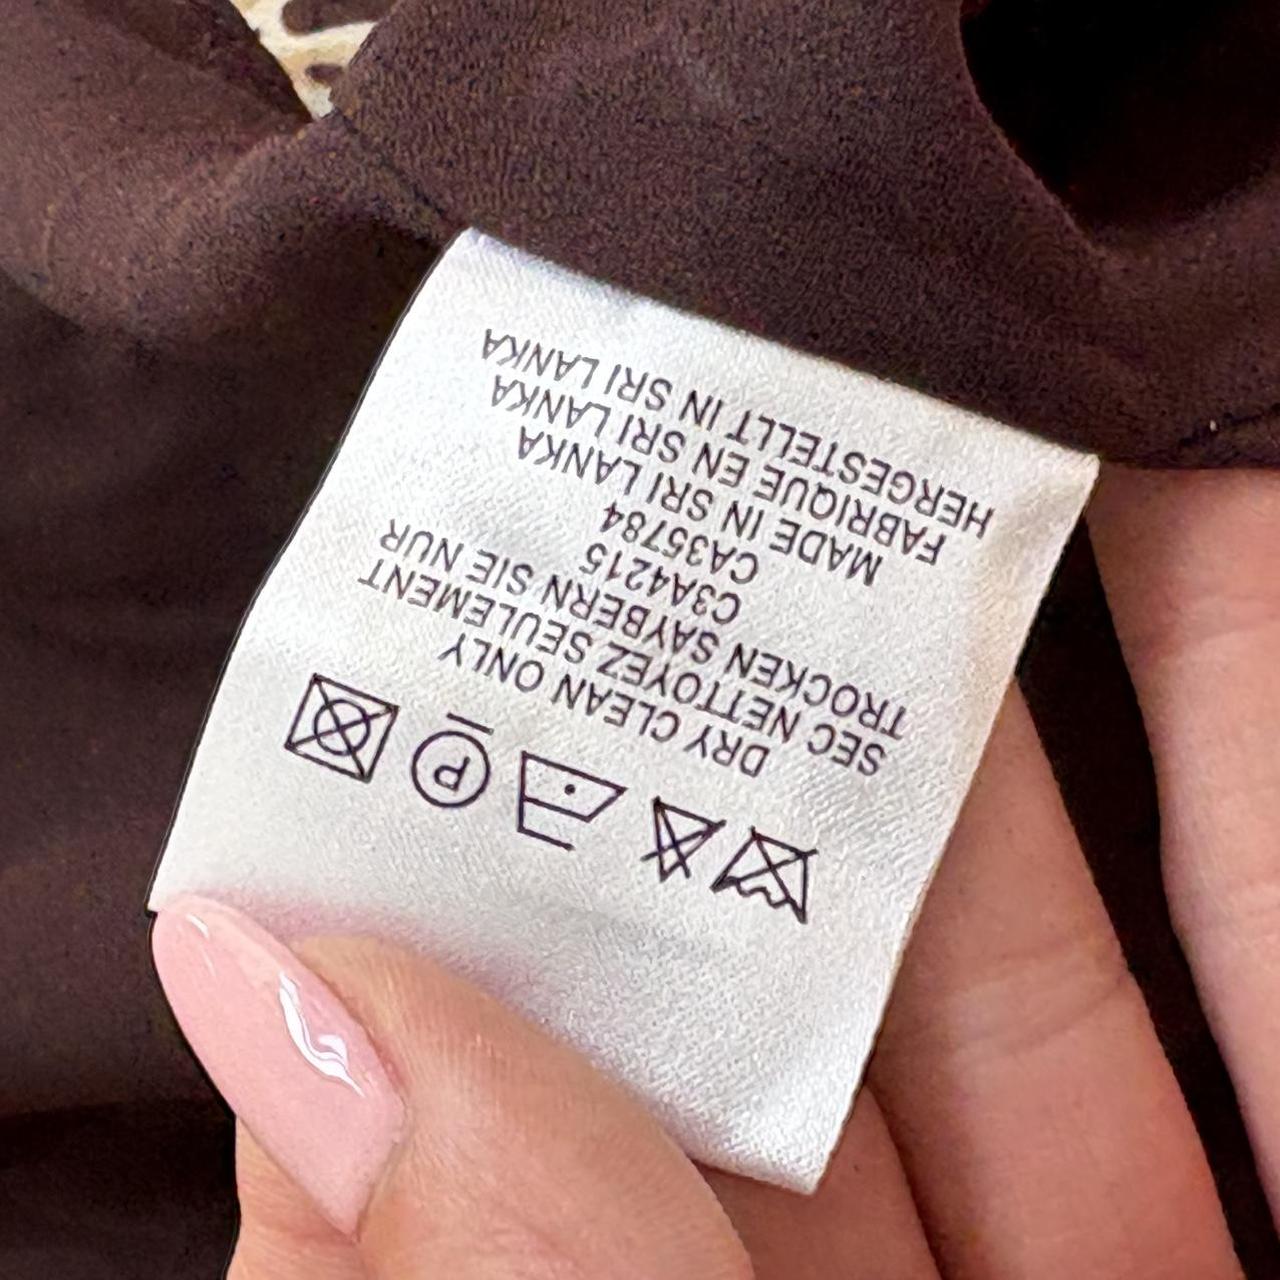 DRY CLEAN ONLY
SEC NETTOYEZ SEULEMENT
TROCKEN SAYBERN SIE NUR
C3A4215
CA35784
MADE IN SRI LANKA
FABRIQUE EN SRI LANKA
HERGESTELLT IN SRI LANKA